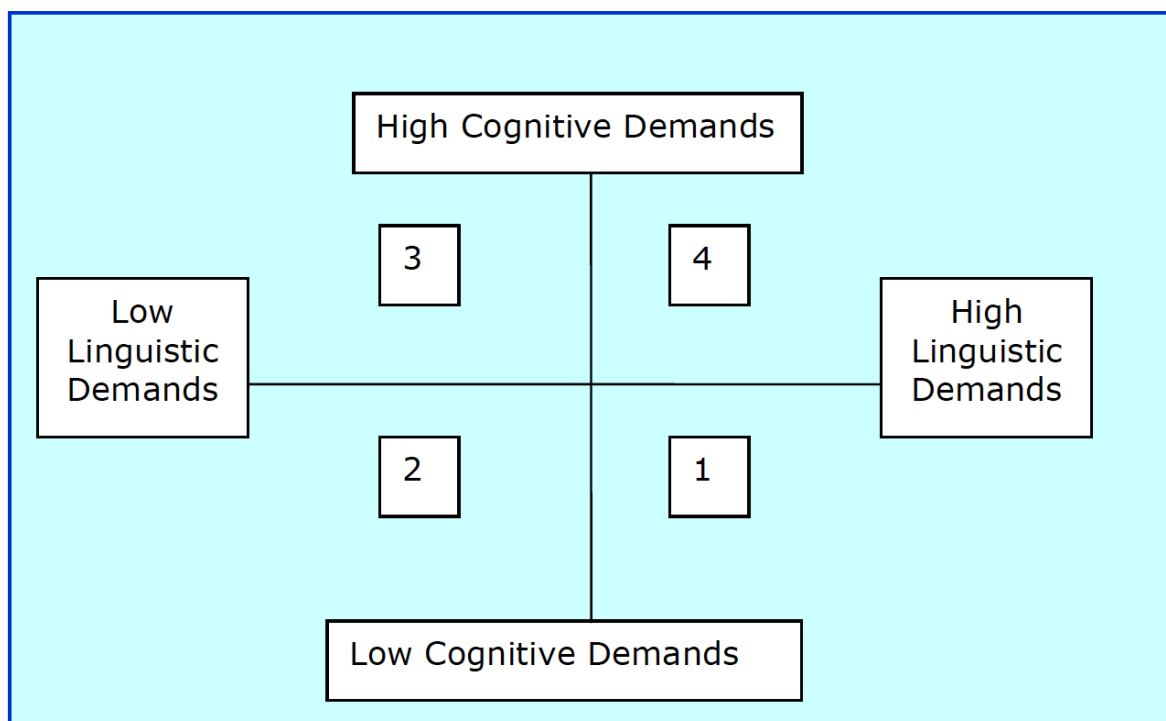 High Cognitive Demands
3
4
Low
Linguistic
Demands
High
Linguistic
Demands
2
1
Low Cognitive Demands